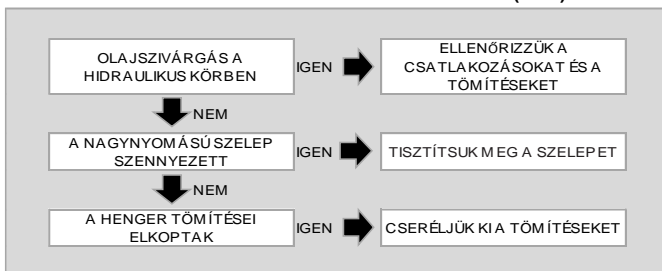 OLAJSZIVÁRGÁS A
HIDRAULIKUS KÖRBEN
IGEN
ELLENŐRIZZÜK A
CSATLAKOZÁSOKAT ÉS A
TÖMÍTÉSEKET
NEM
A NAGYNYOMÁSÚ SZELEP
SZENNYEZETT
IGEN
TISZTÍTSUK MEG A SZELEPET
NEM
A HENGER TÖMÍTÉSEI
ELKOPTAK
IGEN
CSERÉLJÜK KI A TÖMÍTÉSEKET